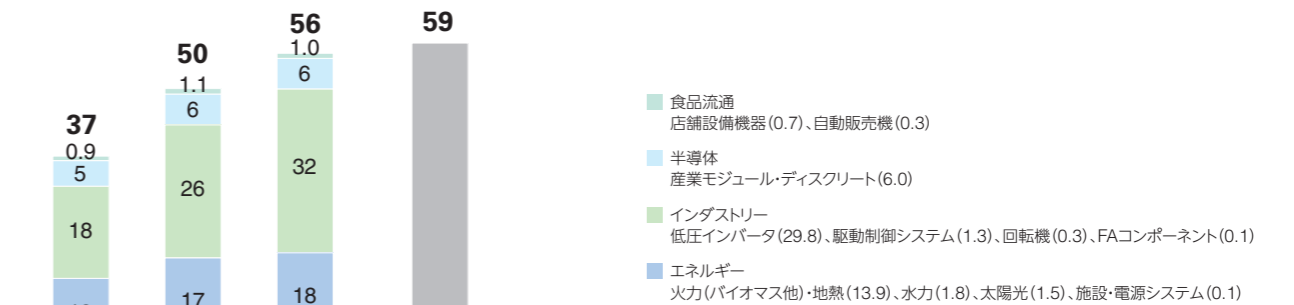 37
0.9
5
18
50
1.1
6
26
17
56
1.0
6
32
18
59
食品流通
店舗設備機器(0.7)、自動販売機(0.3)
半導体
産業モジュール・ディスクリート(6.0)
インダストリー
低圧インバータ(29.8)、駆動制御システム(1.3)、回転機(0.3)、FAコンポーネント(0.1)
エネルギー
火力(バイオマス他)・地熱(13.9)、水力(1.8)、太陽光(1.5)、施設・電源システム(0.1)